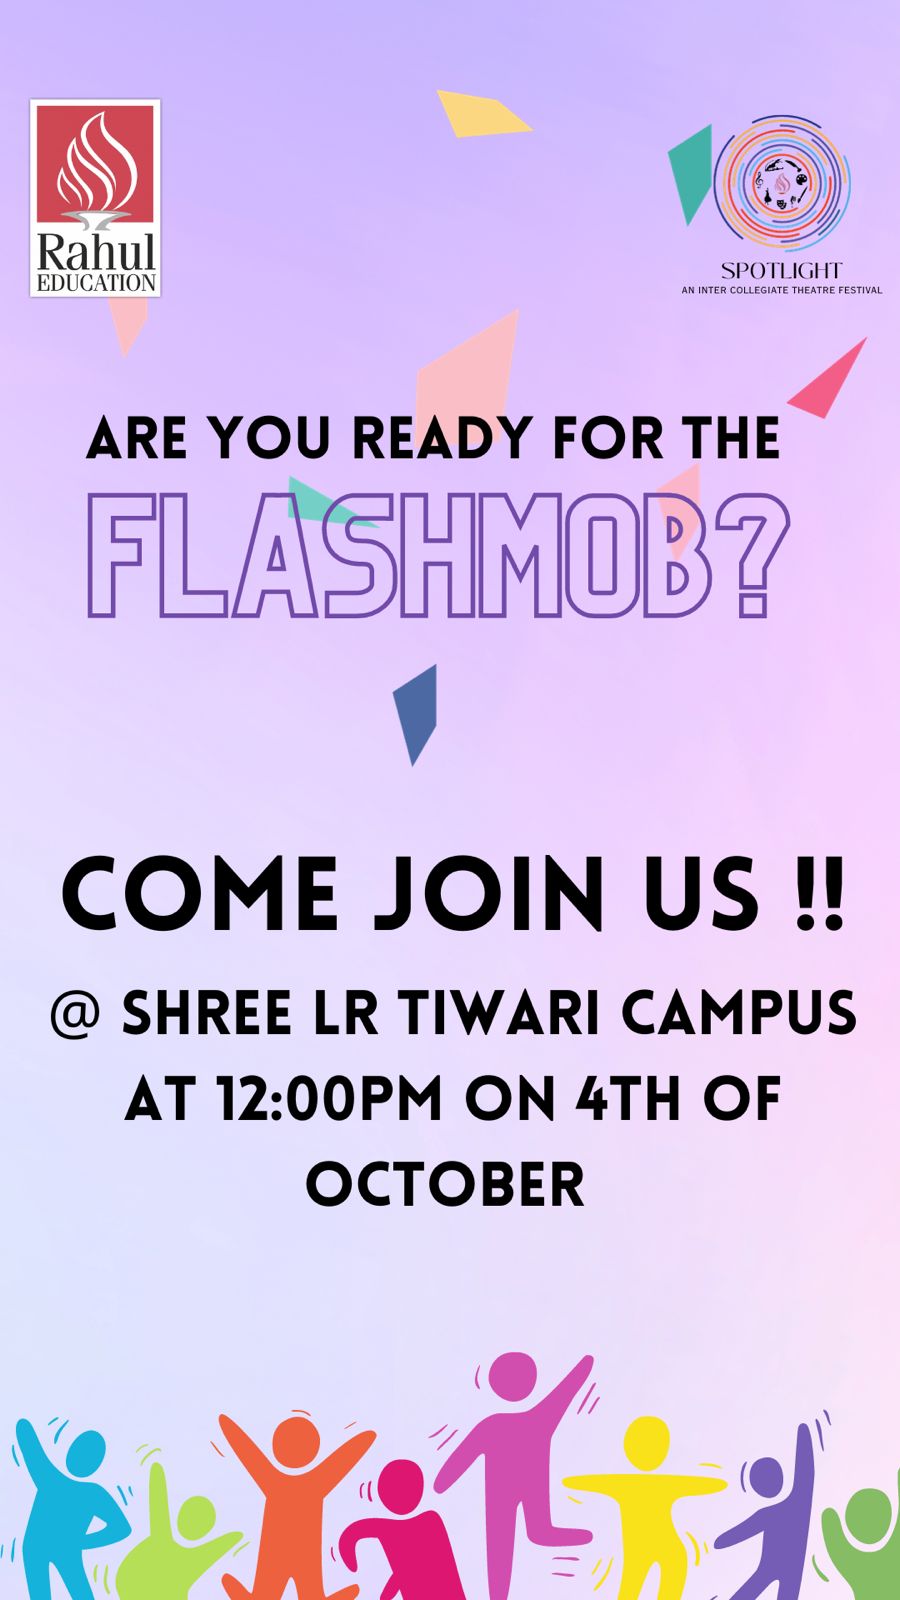 Rahul
EDUCATION
SPOTLIGHT
AN INTER COLLEGIATE THEATRE FESTIVAL
ARE YOU READY FOR THE
FLASHMOB?
COME JOIN US !!
@ SHREE LR TIWARI CAMPUS
AT 12:00PM ON 4TH OF
OCTOBER